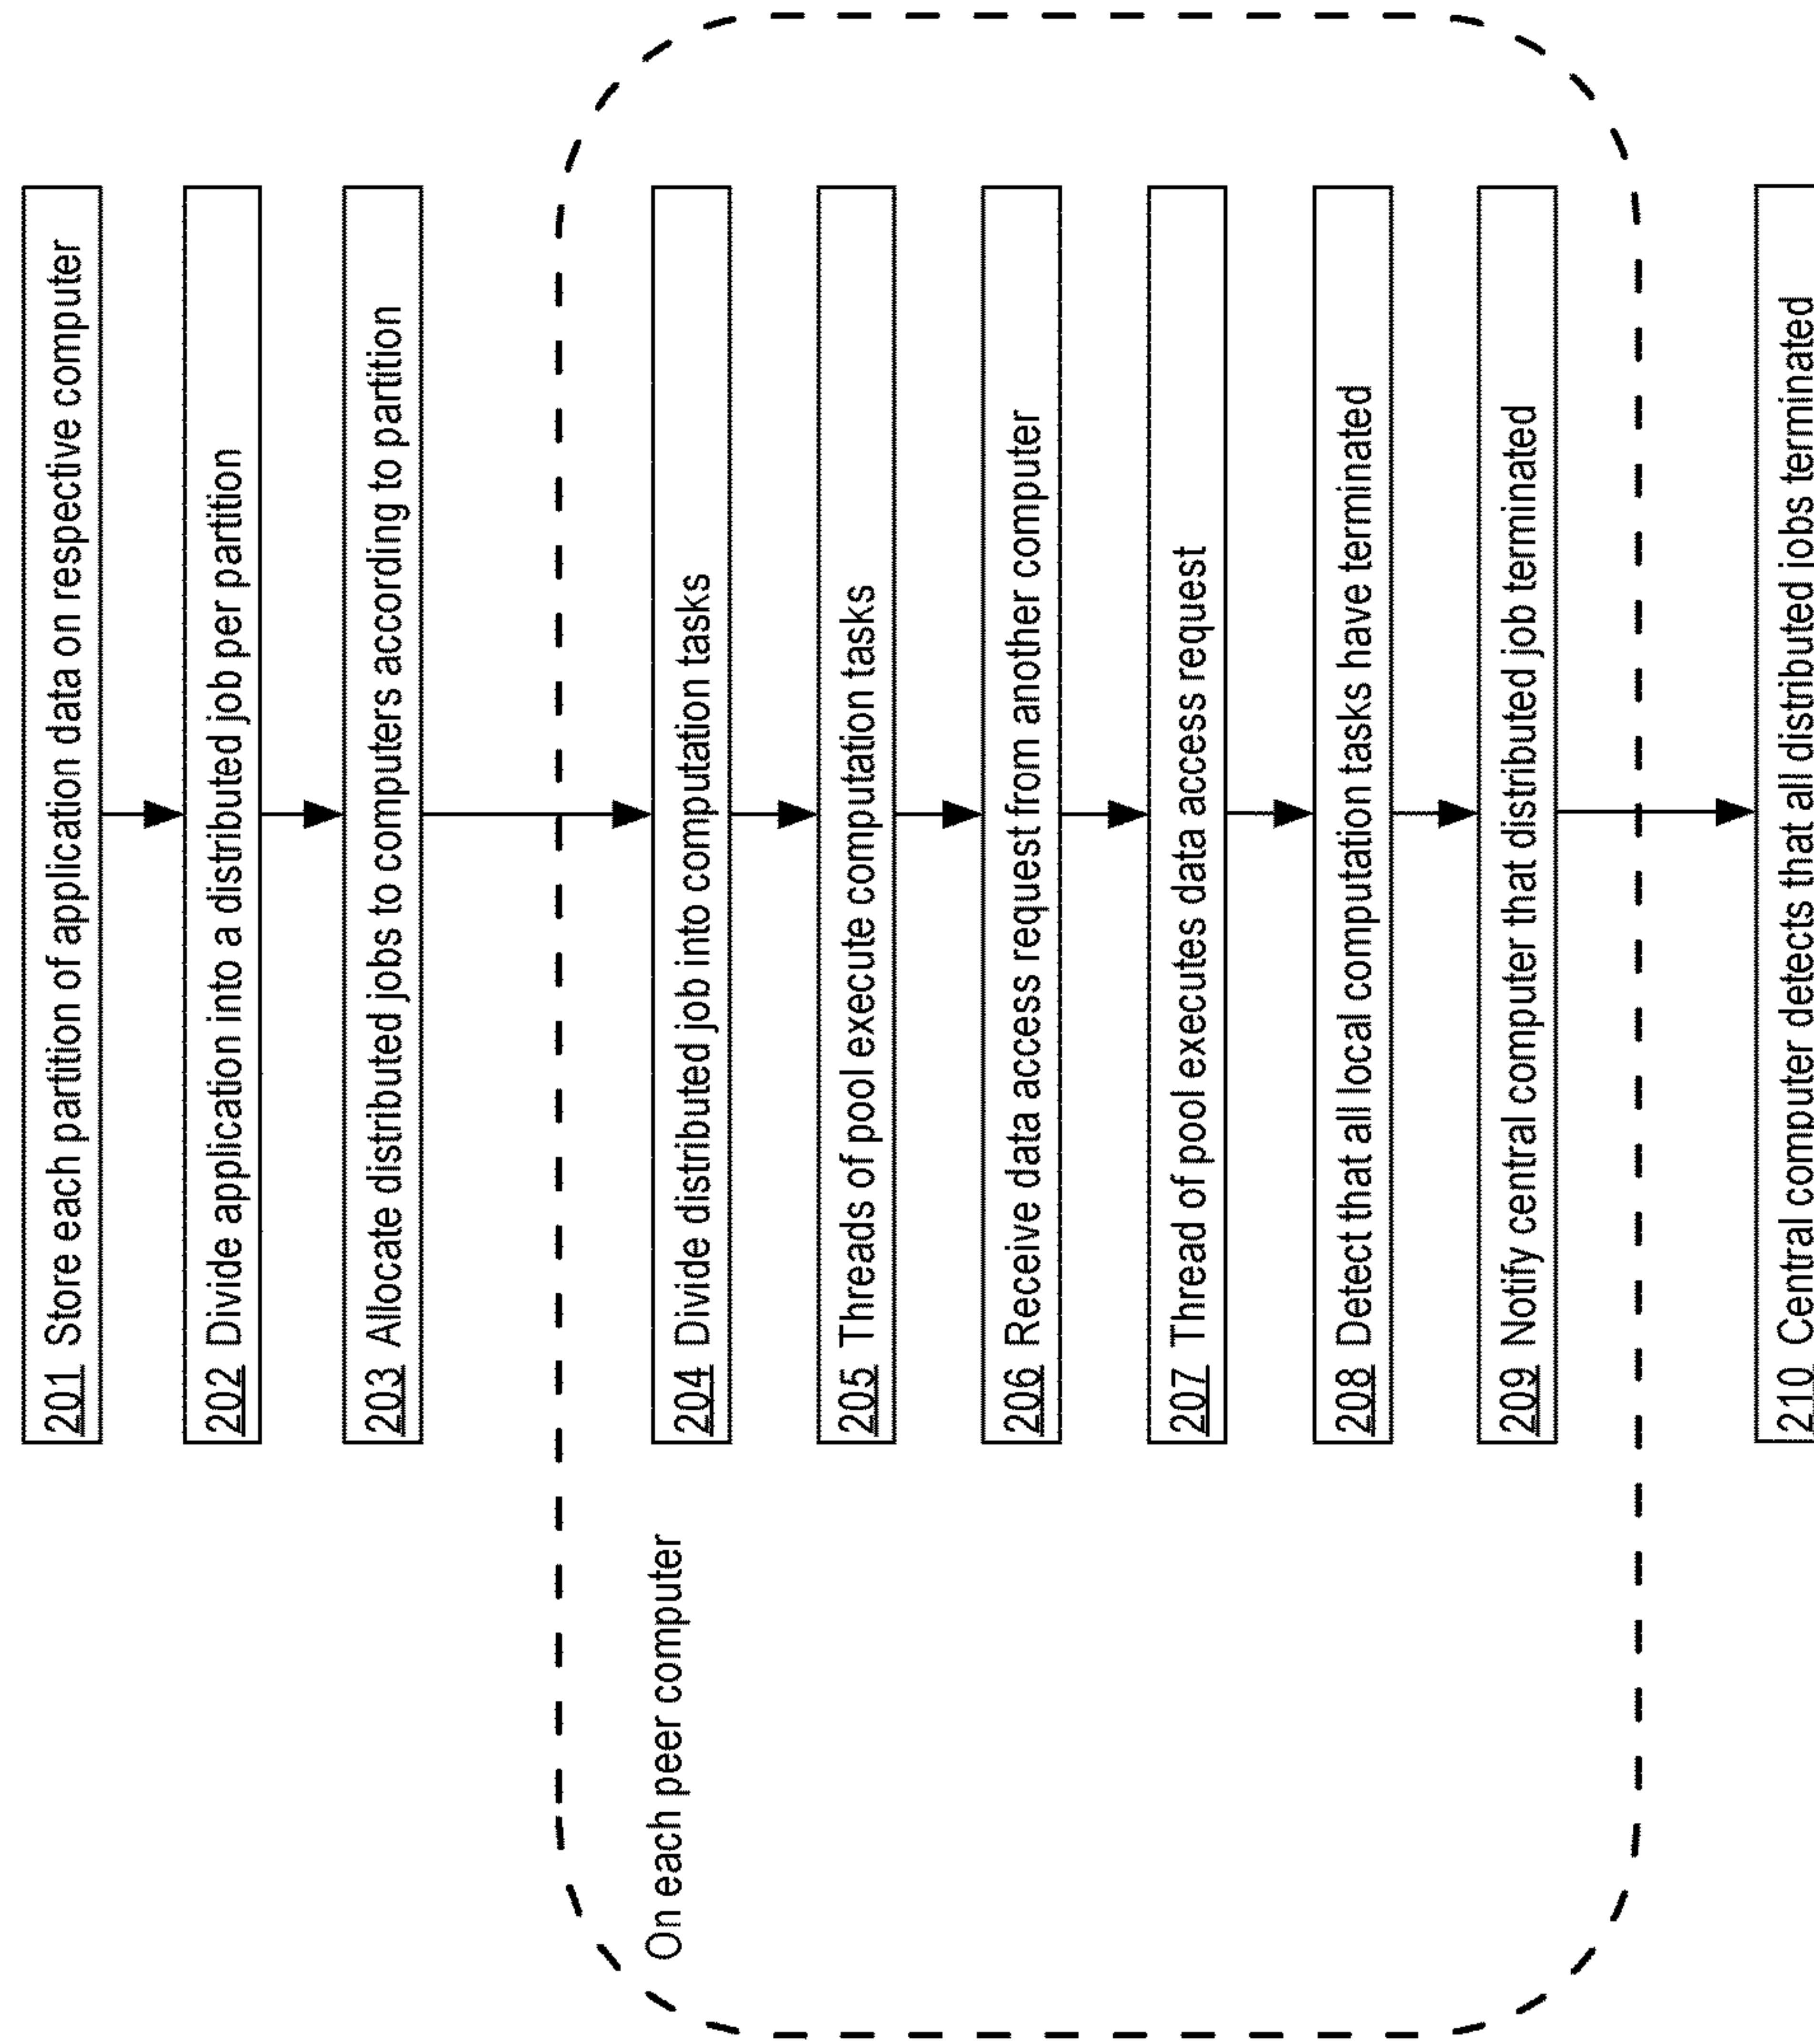 201 Store each partition of application data on respective computer
202 Divide application into a distributed job per partition
203 Allocate distributed jobs to computers according to partition
On each peer computer
204 Divide distributed job into computation tasks
205 Threads of pool execute computation tasks
206 Receive data access request from another computer
207 Thread of pool executes data access request
208 Detect that all local computation tasks have terminated
209 Notify central computer that distributed job terminated
210 Central computer detects that all distributed jobs terminated